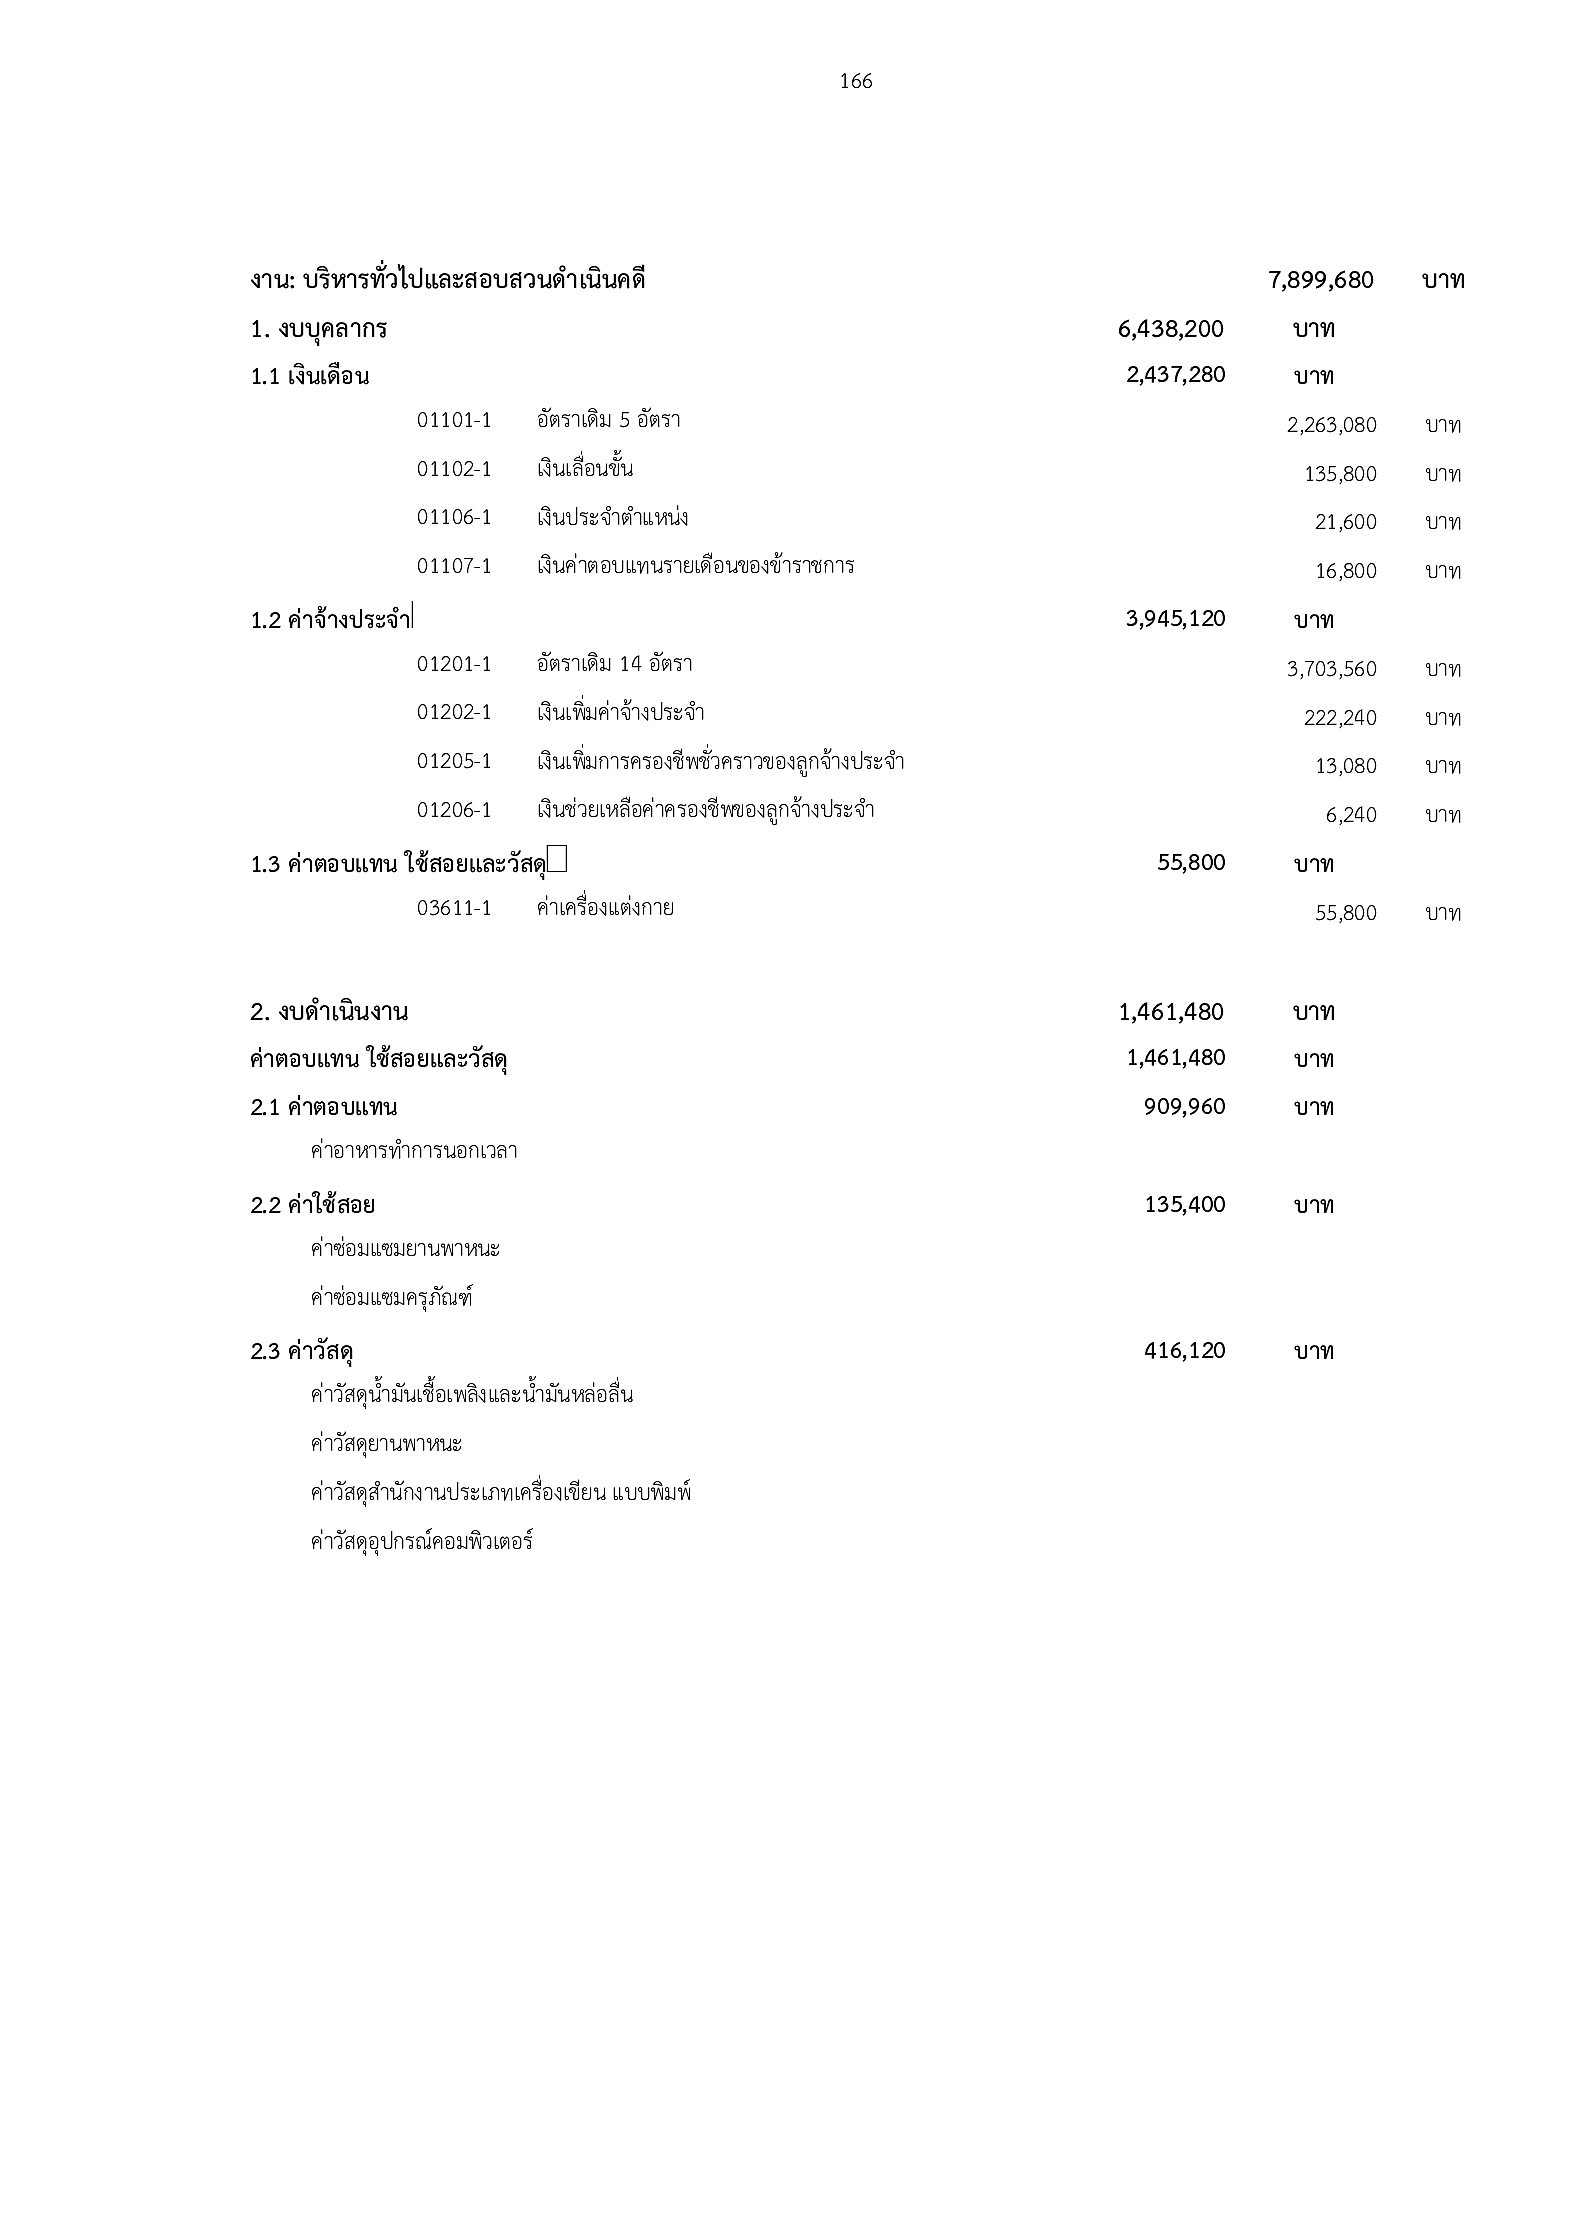 166
งาน: บริหารทั่วไปและสอบสวนดำเนินคดี 7,899,680 บาท
1. งบบุคลากร 6,438,200 บาท
1.1 เงินเดือน 2,437,280 บาท
01101-1 อัตราเดิม 5 อัตรา 2,263,080 บาท
01102-1 เงินเลื่อนขั้น 135,800 บาท
01106-1 เงินประจำตำแหน่ง 21,600 บาท
01107-1 เงินค่าตอบแทนรายเดือนของข้าราชการ 16,800 บาท
1.2 ค่าจ้างประจำ 3,945,120 บาท
01201-1 อัตราเดิม 14 อัตรา 3,703,560 บาท
01202-1 เงินเพิ่มค่าจ้างประจำ 222,240 บาท
01205-1 เงินเพิ่มการครองชีพชั่วคราวของลูกจ้างประจำ 13,080 บาท
01206-1 เงินช่วยเหลือค่าครองชีพของลูกจ้างประจำ 6,240 บาท
1.3 ค่าตอบแทน ใช้สอยและวัสดุ 55,800 บาท
03611-1 ค่าเครื่องแต่งกาย 55,800 บาท
2. งบดำเนินงาน 1,461,480 บาท
ค่าตอบแทน ใช้สอยและวัสดุ 1,461,480 บาท
2.1 ค่าตอบแทน 909,960 บาท
ค่าอาหารทำการนอกเวลา
2.2 ค่าใช้สอย 135,400 บาท
ค่าซ่อมแซมยานพาหนะ
ค่าซ่อมแซมครุภัณฑ์
2.3 ค่าวัสดุ 416,120 บาท
ค่าวัสดุน้ำมันเชื้อเพลิงและน้ำมันหล่อลื่น
ค่าวัสดุยานพาหนะ
ค่าวัสดุสำนักงานประเภทเครื่องเขียน แบบพิมพ์
ค่าวัสดุอุปกรณ์คอมพิวเตอร์